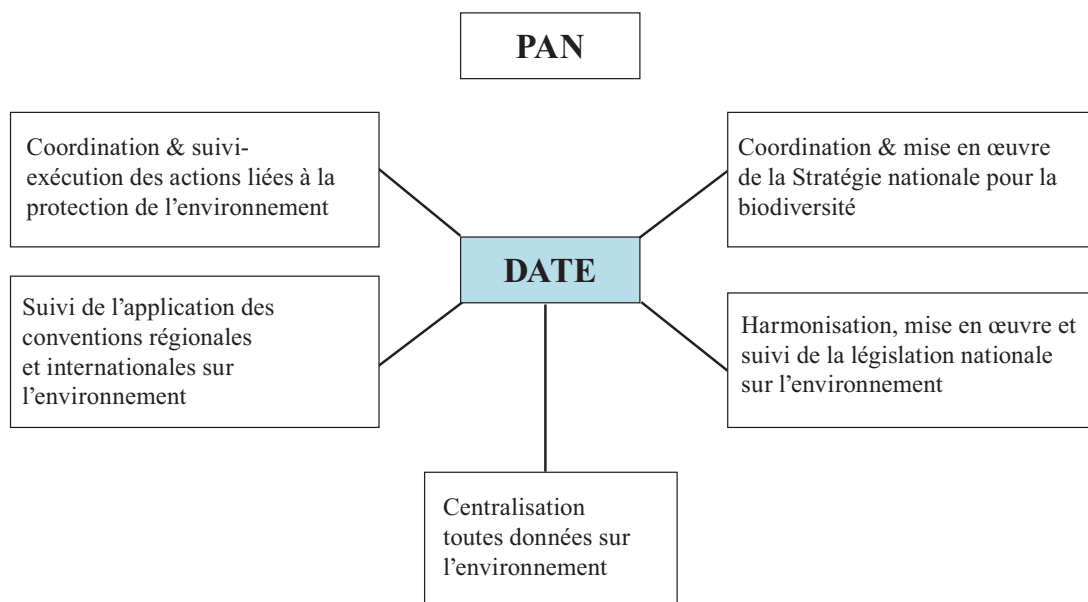 PAN
Coordination & suivi-
exécution des actions liées à la
protection de l’environnement
Coordination & mise en œuvre
de la Stratégie nationale pour la
biodiversité
DATE
Suivi de l’application des
conventions régionales
et internationales sur
l’environnement
Harmonisation, mise en œuvre et
suivi de la législation nationale
sur l’environnement
Centralisation
toutes données sur
l’environnement